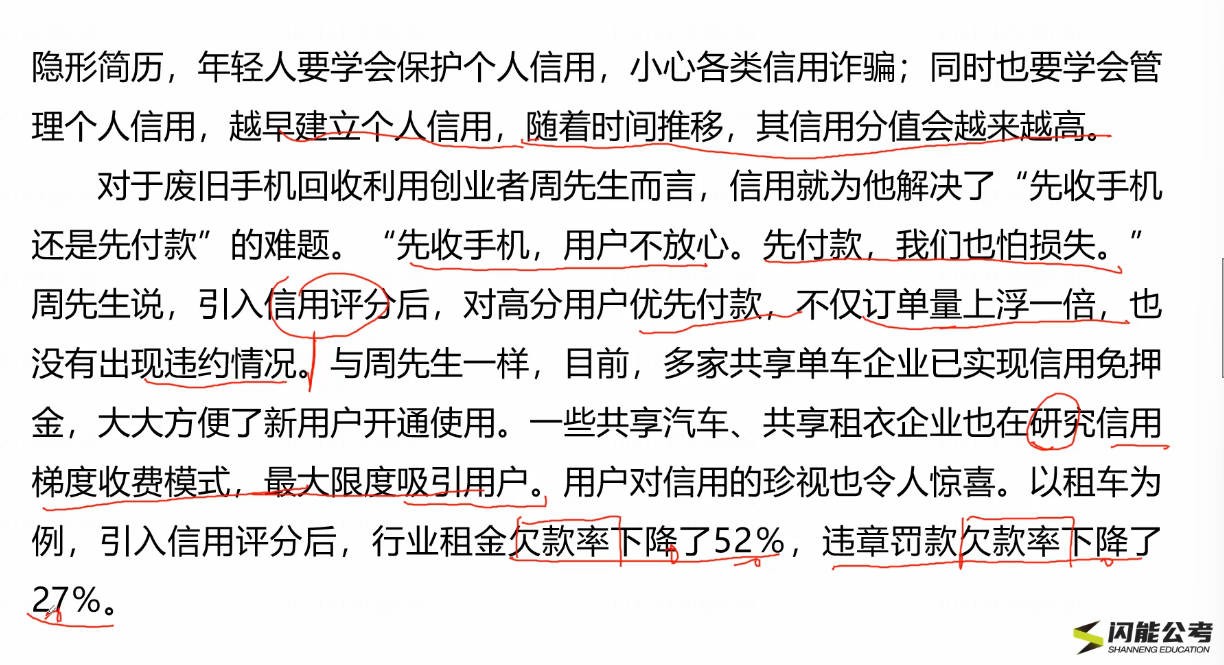 隐形简历，年轻人要学会保护个人信用，小心各类信用诈骗；同时也要学会管
理个人信用，越早建立个人信用，随着时间推移，其信用分值会越来越高。
对于废旧手机回收利用创业者周先生而言，信用就为他解决了“先收手机
还是先付款”的难题。“先收手机，用户不放心。先付款，我们也怕损失。”
周先生说，引入信用评分后，对高分用户优先付款，不仅订单量上浮一倍，也
没有出现违约情况。与周先生一样，目前，多家共享单车企业已实现信用免押
金，大大方便了新用户开通使用。一些共享汽车、共享租衣企业也在研究信用
梯度收费模式，最大限度吸引用户。用户对信用的珍视也令人惊喜。以租车为
例，引入信用评分后，行业租金欠款率下降了52%，违章罚款欠款率下降了
27%。
闪能公考
SHANNENG EDUCATION